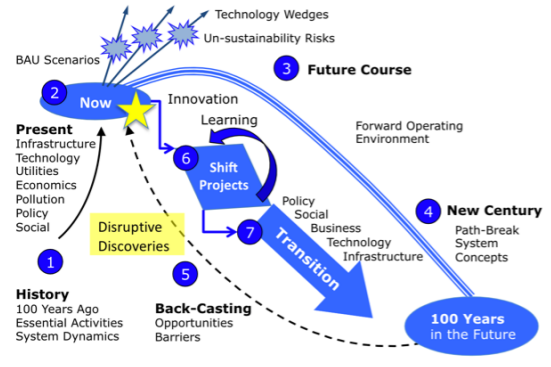 Technology Wedges
Un-sustainability Risks
BAU Scenarios
3
Future Course
2
Now
Innovation
Learning
Forward Operating
Environment
Present
Infrastructure
Technology
Utilities
Economics
Pollution
Policy
Social
6
Shift
Projects
Policy
Social
Business
Technology
Infrastructure
4
New Century
Path-Break
System
Concepts
Disruptive
Discoveries
7
Transition
1
5
History
100 Years Ago
Essential Activities
System Dynamics
Back-Casting
Opportunities
Barriers
100 Years
in the Future